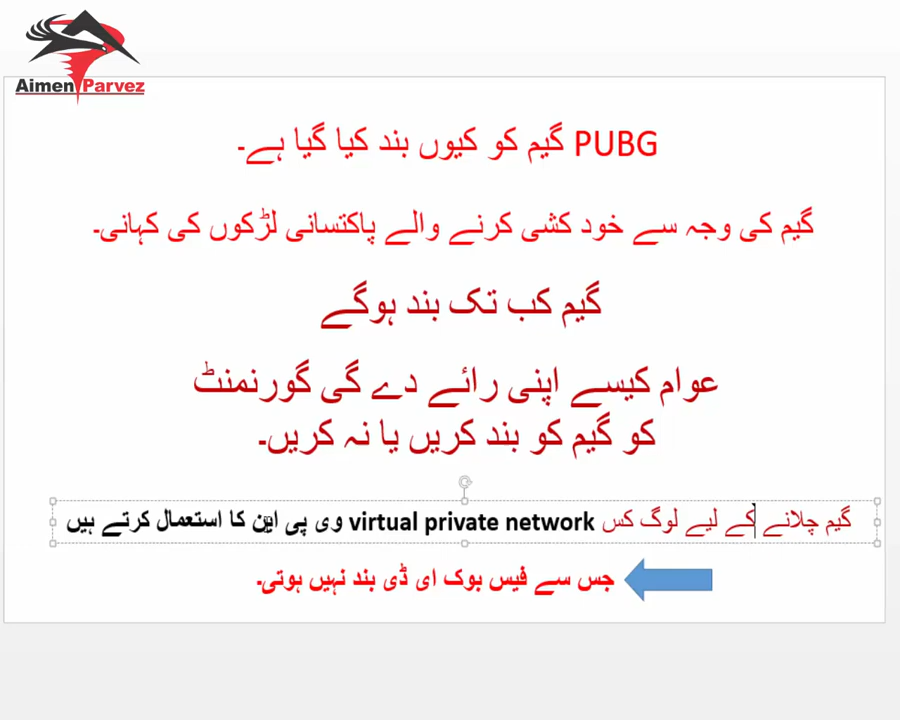 Aimen Parvez
PUBG گیم کو کیوں بند کیا گیا ہے۔
گیم کی وجہ سے خود کشی کرنے والے پاکتسانی لڑکوں کی کہانی۔
گیم کب تک بند ہوگے
عوام کیسے اپنی رائے دے گی گورنمنٹ
کو گیم کو بند کریں یا نہ کریں۔
گیم چلانے کے لیے لوگ کس virtual private network وی پی این کا استعمال کرتے ہیں
جس سے فیس بوک ای ڈی بند نہیں ہوتی۔